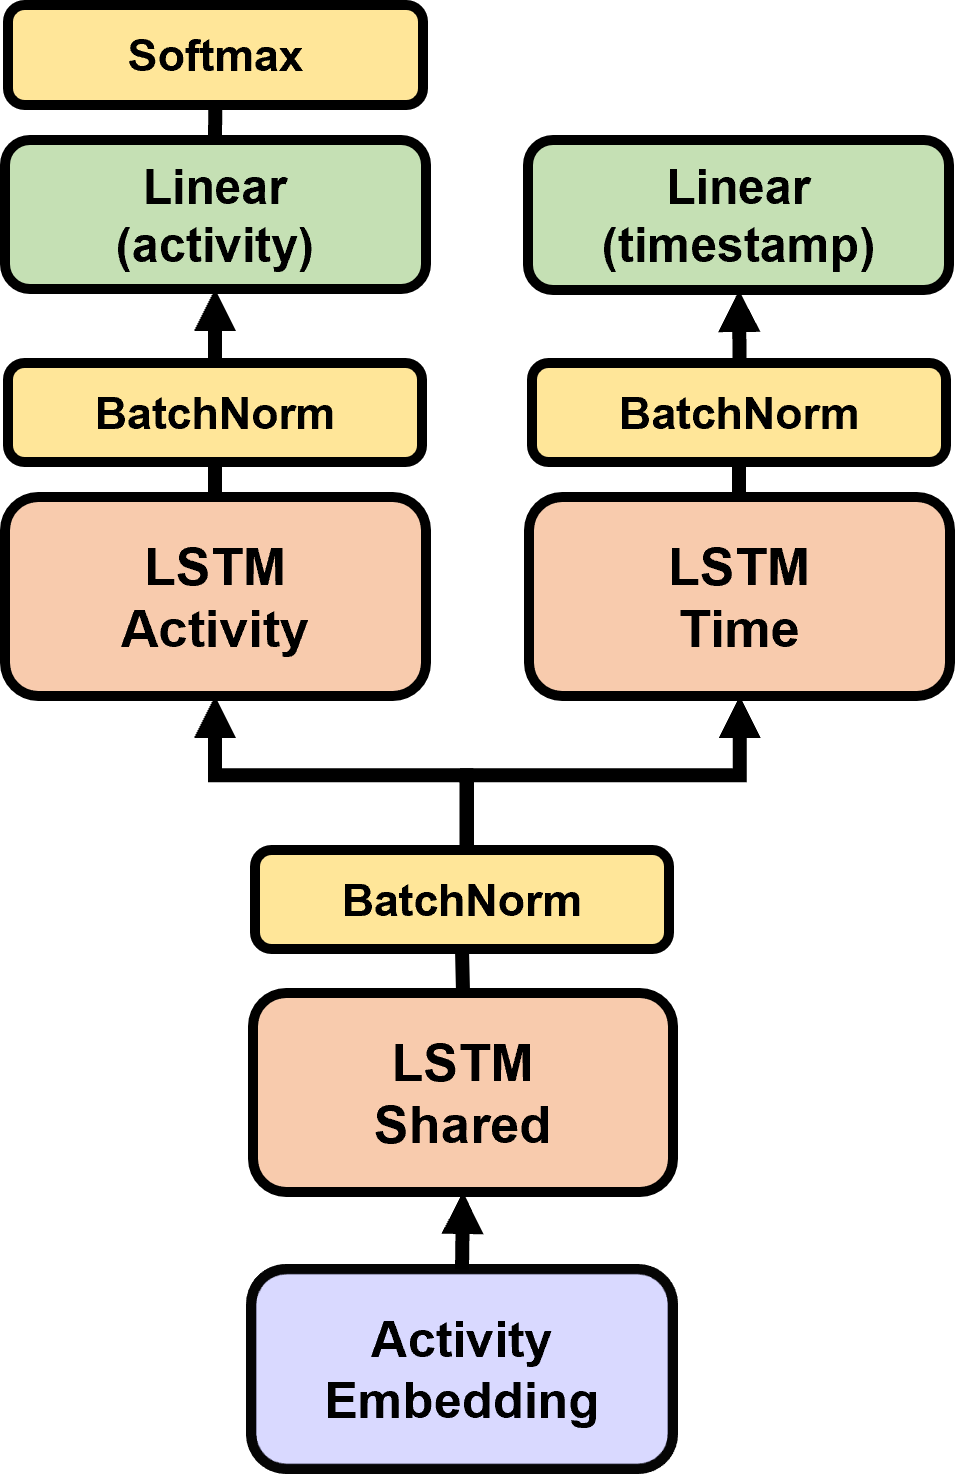 Softmax
Linear
(activity)
Linear
(timestamp)
BatchNorm
BatchNorm
LSTM
Activity
LSTM
Time
BatchNorm
LSTM
Shared
Activity
Embedding